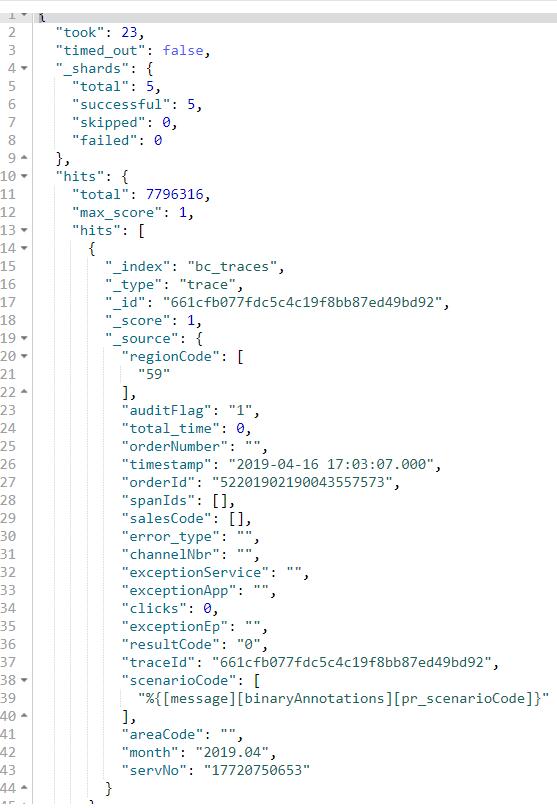 1 {
2 "took": 23,
3 "timed_out": false,
4 "_shards": {
5 "total": 5,
6 "successful": 5,
7 "skipped": 0,
8 "failed": 0
9 },
10 "hits": {
11 "total": 7796316,
12 "max_score": 1,
13 "hits": [
14 {
15 "_index": "bc_traces",
16 "_type": "trace",
17 "_id": "661cfb077fdc5c4c19f8bb87ed49bd92",
18 "_score": 1,
19 "_source": {
20 "regionCode": [
21 "59"
22 ],
23 "auditFlag": "1",
24 "total_time": 0,
25 "orderNumber": "",
26 "timestamp": "2019-04-16 17:03:07.000",
27 "orderId": "52201902190043557573",
28 "spanIds": [],
29 "salesCode": [],
30 "error_type": "",
31 "channelNbr": "",
32 "exceptionService": "",
33 "exceptionApp": "",
34 "clicks": 0,
35 "exceptionEp": "",
36 "resultCode": "0",
37 "traceId": "661cfb077fdc5c4c19f8bb87ed49bd92",
38 "scenarioCode": [
39 "%{[message][binaryAnnotations][pr_scenarioCode]}"
40 ],
41 "areaCode": "",
42 "month": "2019.04",
43 "servNo": "17720750653"
44 }